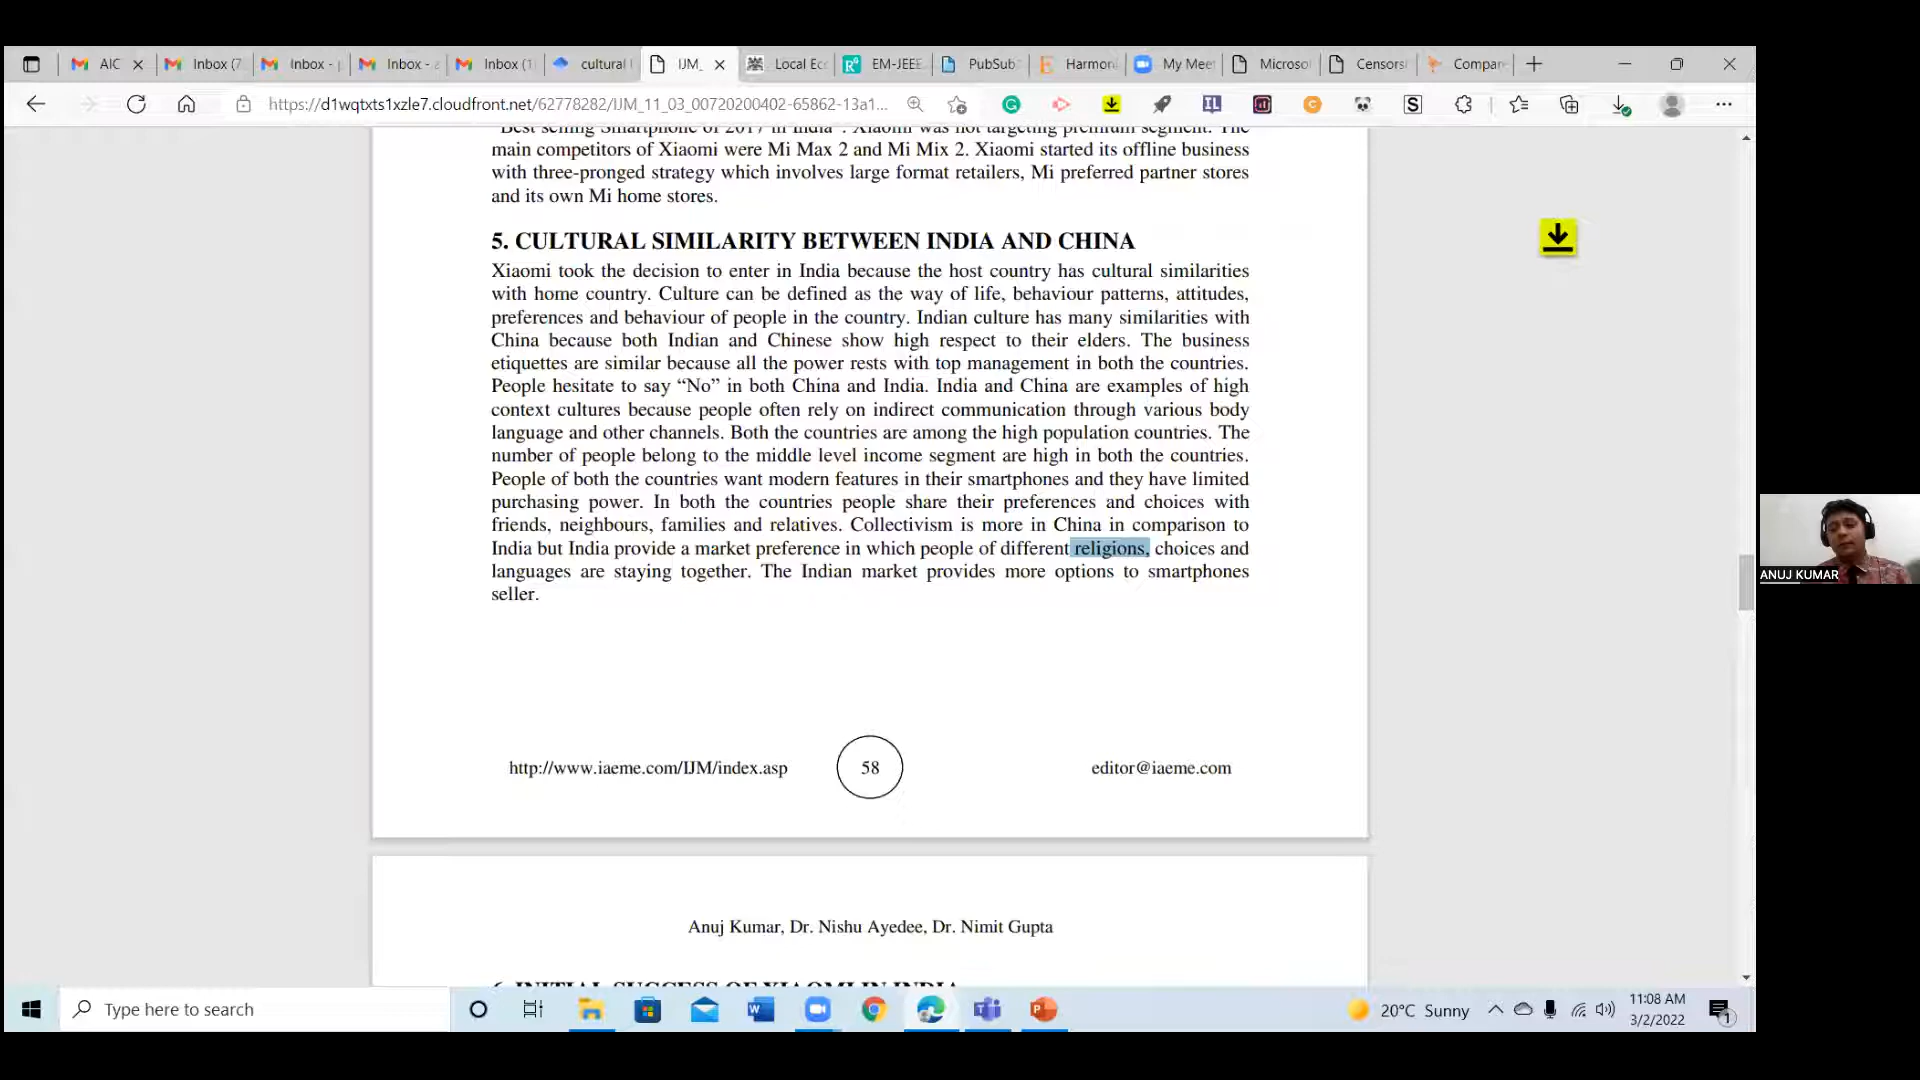 AIC
Inbox (7
Inbox -
Inbox -
Inbox (1
cultural
IJM_
Local Ec
EM-JEEE
PubSub
Harmon
My Meet
Microso
Censors
Compar
https://d1wqtxts1xzle7.cloudfront.net/62778282/IJM_11_03_00720200402-65862-13a1...
"Best selling Smartphone of 2017 in India". Xiaomi was not targeting premium segment. The
main competitors of Xiaomi were Mi Max 2 and Mi Mix 2. Xiaomi started its offline business
with three-pronged strategy which involves large format retailers, Mi preferred partner stores
and its own Mi home stores.
5. CULTURAL SIMILARITY BETWEEN INDIA AND CHINA
Xiaomi took the decision to enter in India because the host country has cultural similarities
with home country. Culture can be defined as the way of life, behaviour patterns, attitudes,
preferences and behaviour of people in the country. Indian culture has many similarities with
China because both Indian and Chinese show high respect to their elders. The business
etiquettes are similar because all the power rests with top management in both the countries.
People hesitate to say “No” in both China and India. India and China are examples of high
context cultures because people often rely on indirect communication through various body
language and other channels. Both the countries are among the high population countries. The
number of people belong to the middle level income segment are high in both the countries.
People of both the countries want modern features in their smartphones and they have limited
purchasing power. In both the countries people share their preferences and choices with
friends, neighbours, families and relatives. Collectivism is more in China in comparison to
India but India provide a market preference in which people of different religions, choices and
languages are staying together. The Indian market provides more options to smartphones
seller.
http://www.iaeme.com/IJM/index.asp
58
editor@iaeme.com
Anuj Kumar, Dr. Nishu Ayedee, Dr. Nimit Gupta
6. INITIAL SUCCESS OF XIAOMI IN INDIA
ANUJ KUMAR
Type here to search
20°C Sunny
11:08 AM
3/2/2022
1